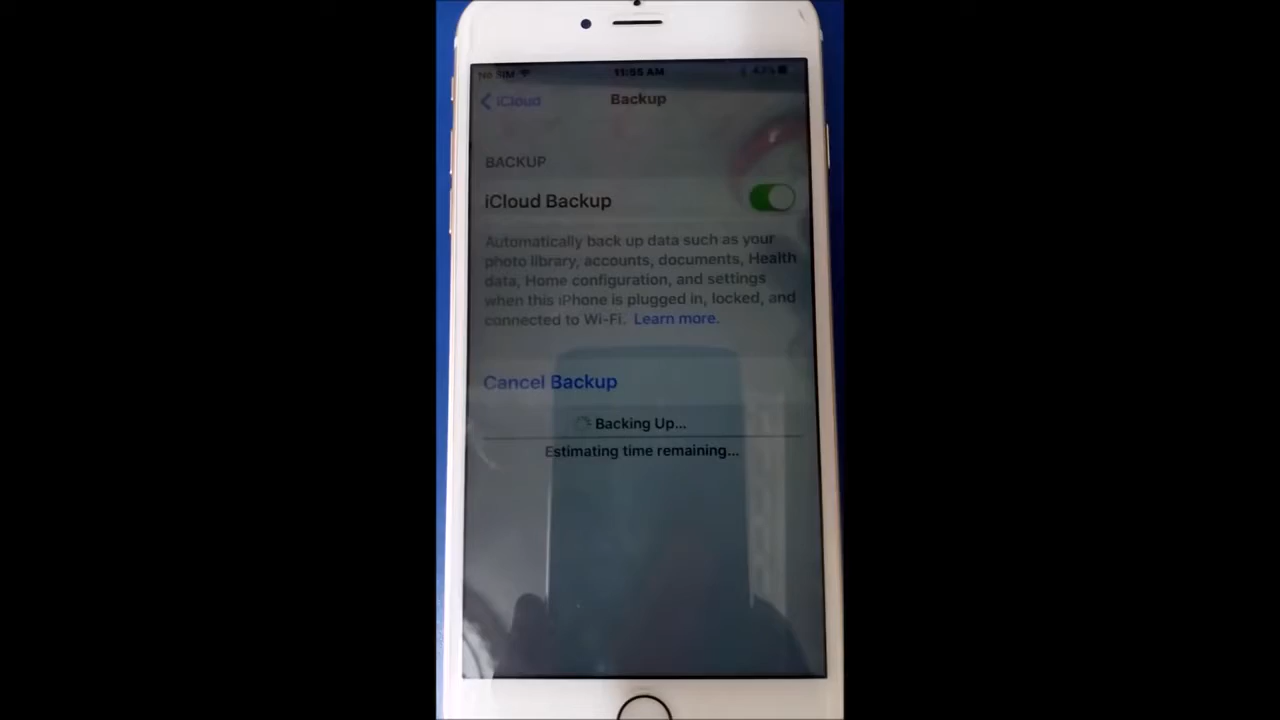 No SIM 11:55 AM
iCloud Backup
BACKUP
iCloud Backup
Automatically back up data such as your
photo library, accounts, documents, Health
data, Home configuration, and settings
when this iPhone is plugged in, locked, and
connected to Wi-Fi. Learn more.
Cancel Backup
Backing Up...
Estimating time remaining...